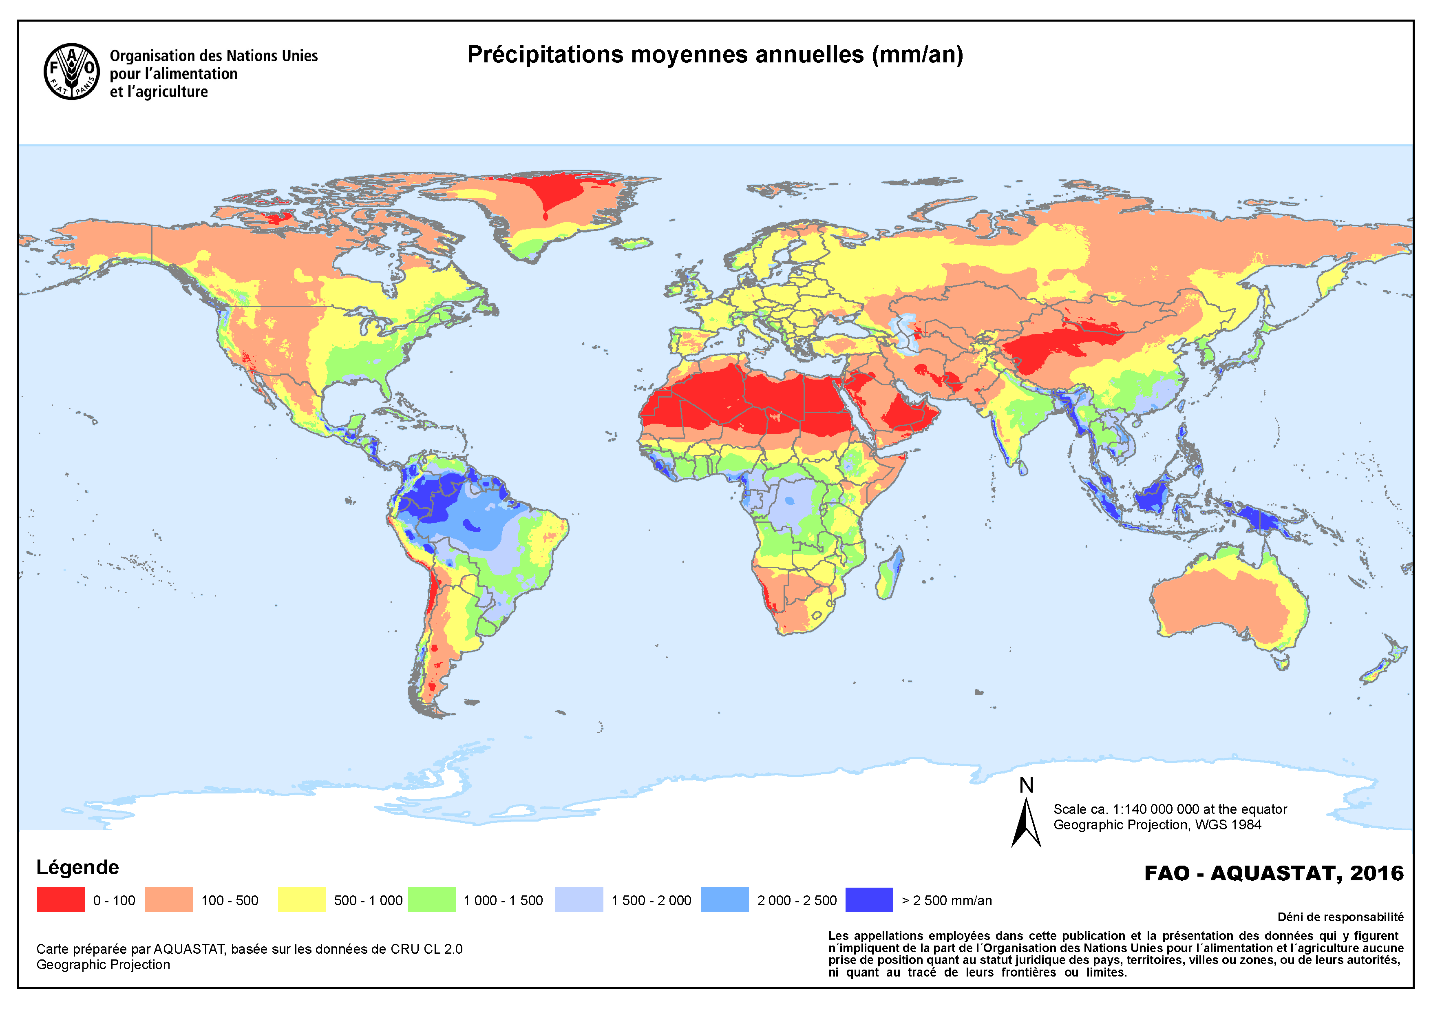 Organisation des Nations Unies
pour l'alimentation
et l'agriculture
F A O
FIAT PANIS
Précipitations moyennes annuelles (mm/an)
N
Scale ca. 1:140 000 000 at the equator
Geographic Projection, WGS 1984
Légende
0 - 100
100 - 500
500 - 1 000
1 000 - 1 500
1 500 - 2 000
2 000 - 2 500
> 2 500 mm/an
FAO - AQUASTAT, 2016
Carte préparée par AQUASTAT, basée sur les données de CRU CL 2.0
Geographic Projection
Déni de responsabilité
Les appellations employées dans cette publication et la présentation des données qui y figurent
n´impliquent de la part de l´Organisation des Nations Unies pour l´alimentation et l´agriculture aucune
prise de position quant au statut juridique des pays, territoires, villes ou zones, ou de leurs autorités,
ni quant au tracé de leurs frontières ou limites.